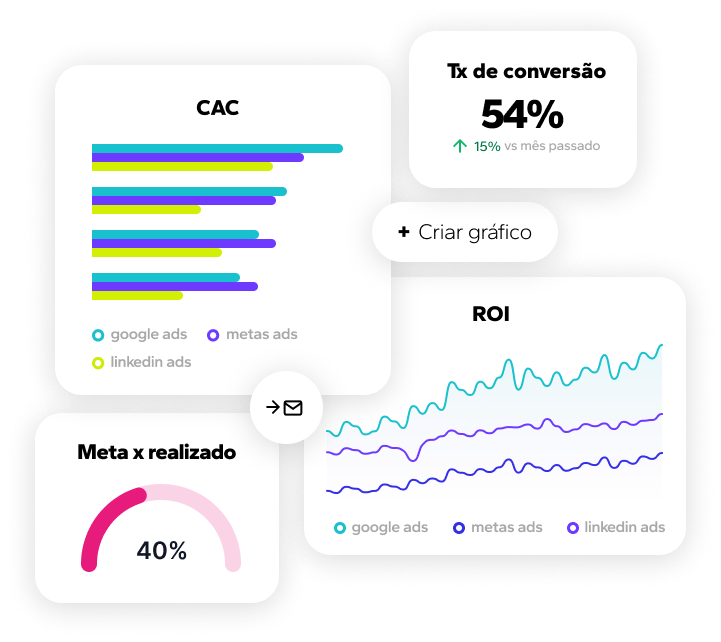 CAC
google ads
metas ads
linkedin ads
Tx de conversão
54%
15% vs mês passado
+ Criar gráfico
ROI
google ads
metas ads
linkedin ads
Meta x realizado
40%